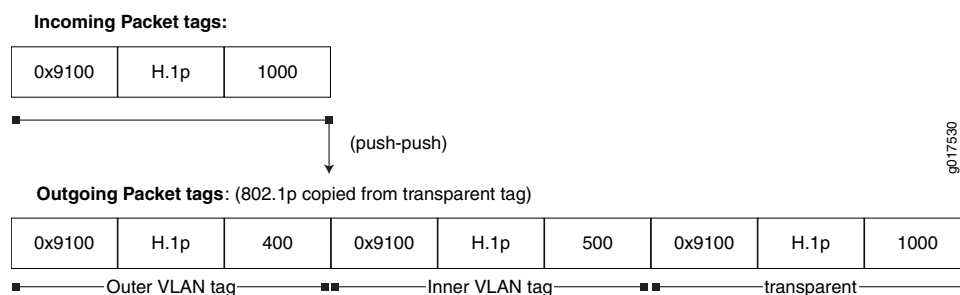 Incoming Packet tags:
0x9100 H.1p 1000
(push-push)
g017530
Outgoing Packet tags: (802.1p copied from transparent tag)
0x9100 H.1p 400 0x9100 H.1p 500 0x9100 H.1p 1000
Outer VLAN tag Inner VLAN tag transparent